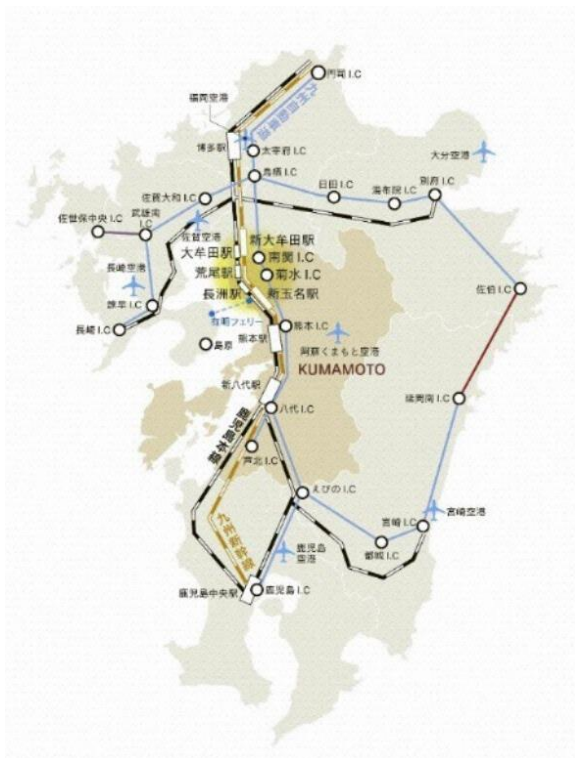 門司 I.C
福岡空港
九州自動車道
博多駅
太宰府 I.C
大分空港
鳥栖 I.C
佐賀大和 I.C
日田 I.C
湯布院 I.C
別府 I.C
佐世保中央 I.C
武雄南
I.C
佐賀空港
新大牟田駅
大牟田駅
南関 I.C
長崎空港
荒尾駅
菊水 I.C
佐伯 I.C
長洲駅
新玉名駅
諫早 I.C
有明フェリー
長崎 I.C
熊本 I.C
島原
熊本駅
阿蘇くまもと空港
KUMAMOTO
新八代駅
延岡南 I.C
八代 I.C
鹿児島本線
芦北 I.C
えびの I.C
九州新幹線
宮崎空港
宮崎 I.C
都城 I.C
鹿児島
空港
鹿児島中央駅
鹿児島 I.C